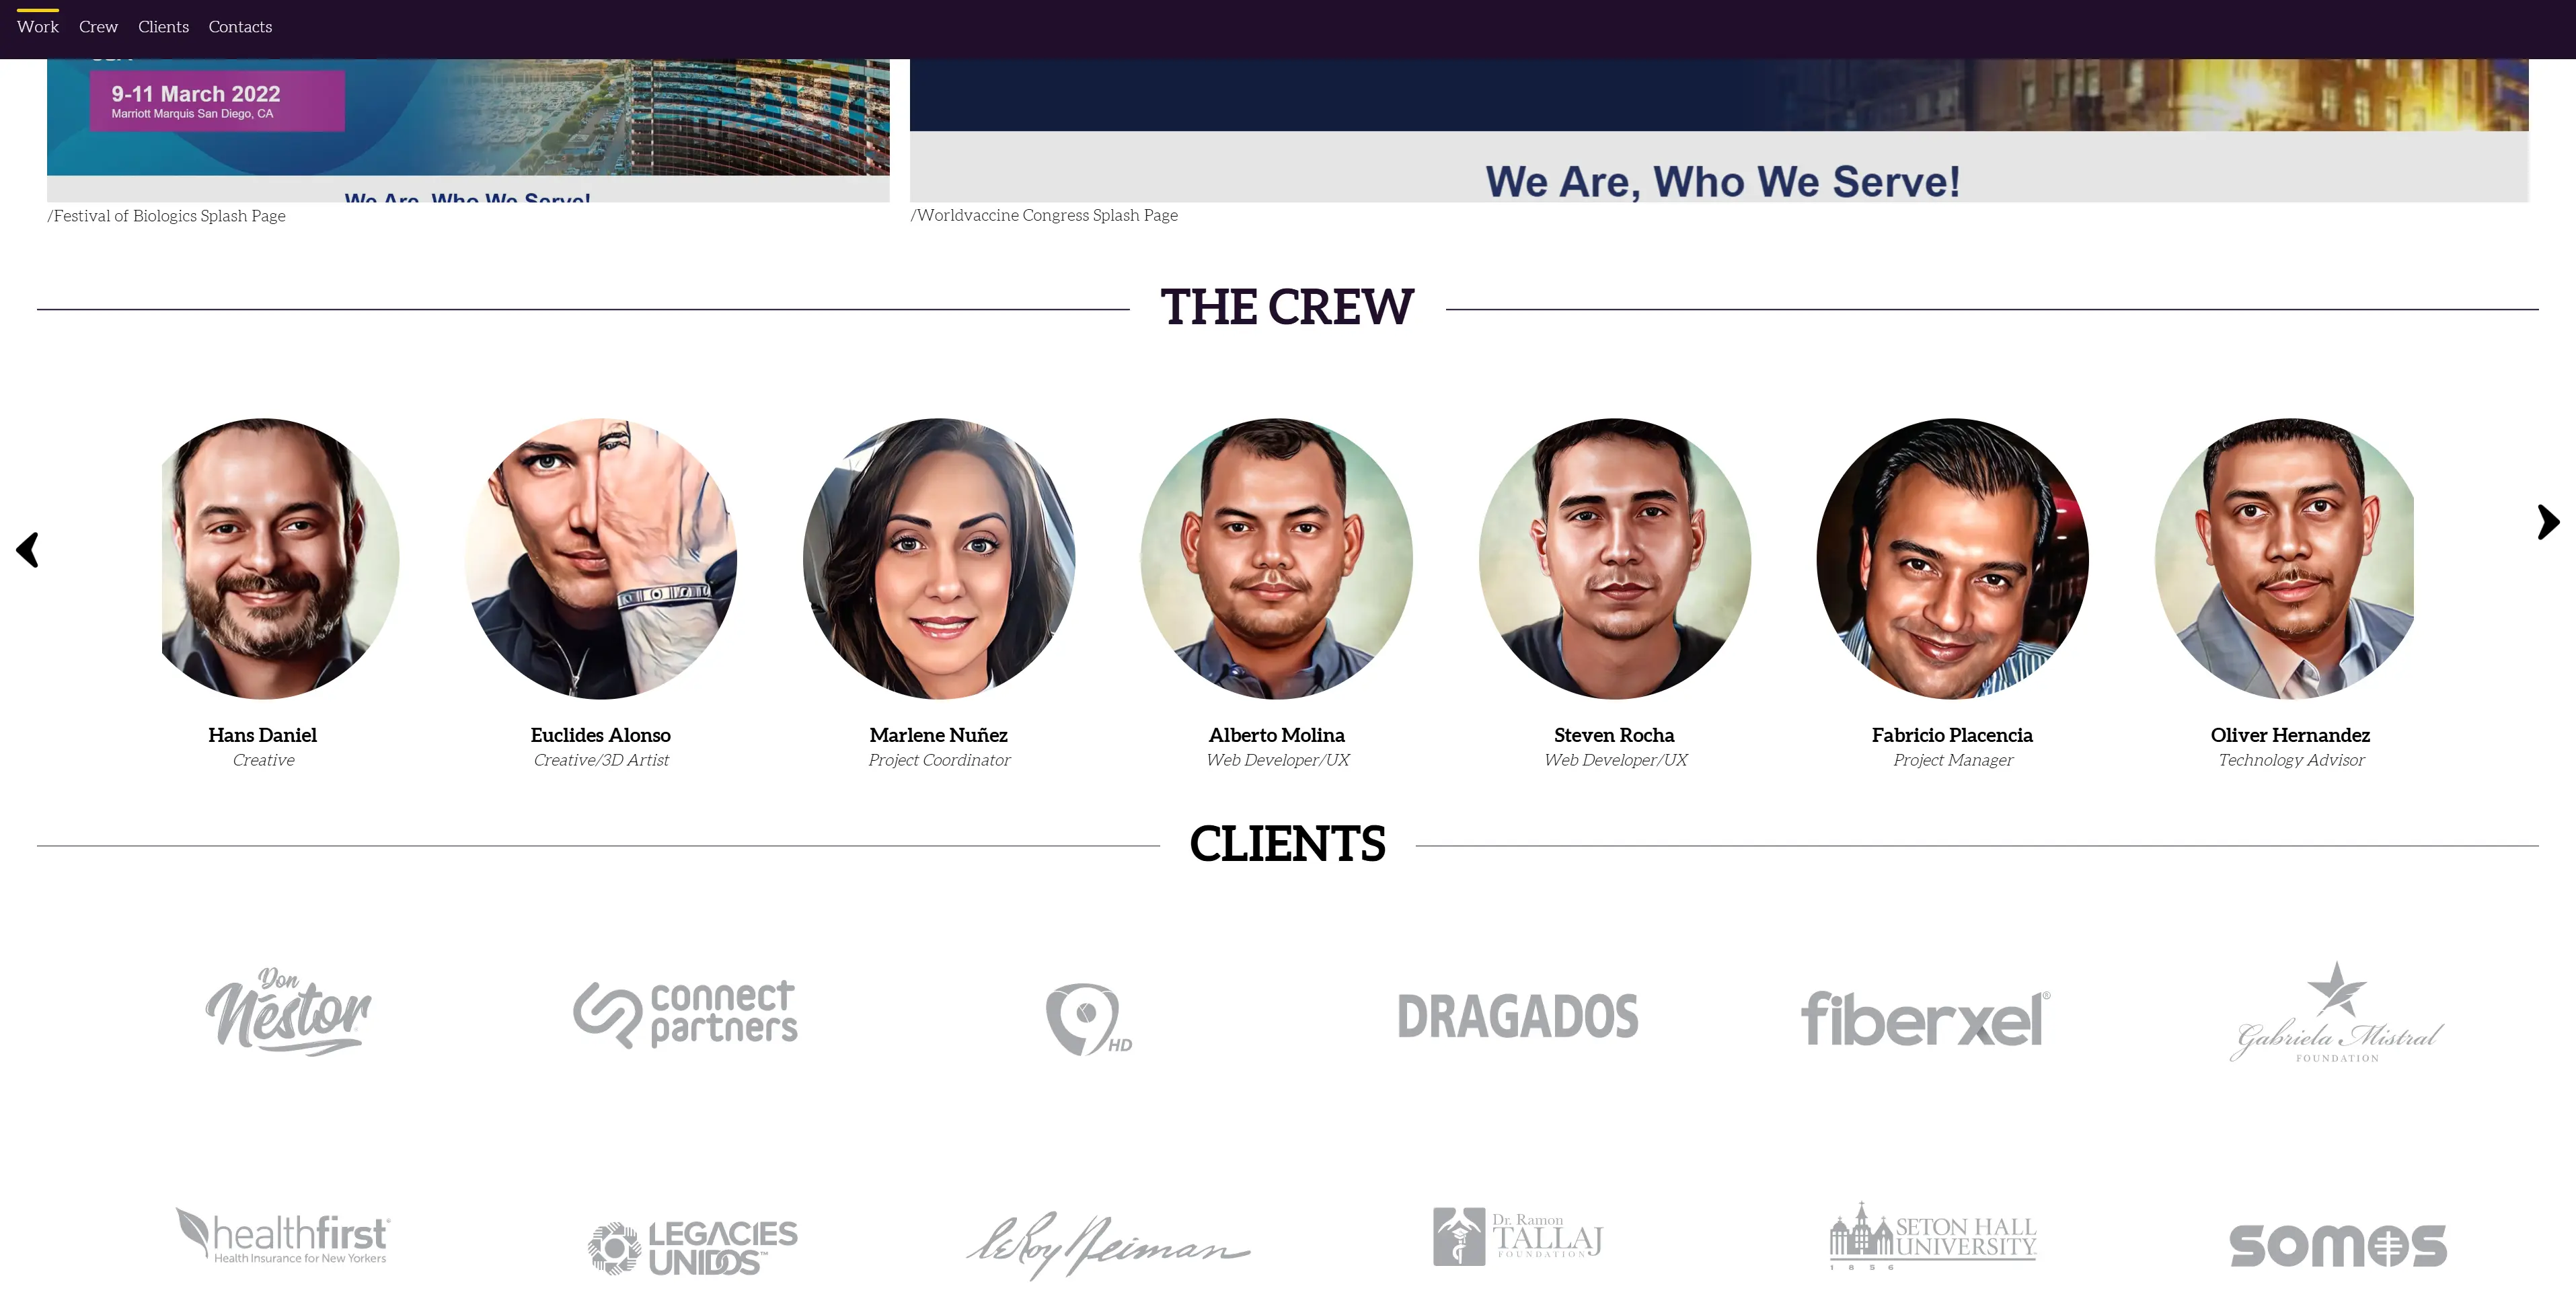 Work Crew Clients Contacts
9-11 March 2022
Marriott Marquis San Diego, CA
We Are, Who We Serve!
We Are, Who We Serve!
/Festival of Biologics Splash Page
/Worldvaccine Congress Splash Page
THE CREW
Hans Daniel
Creative
Euclides Alonso
Creative/3D Artist
Marlene Nuñez
Project Coordinator
Alberto Molina
Web Developer/UX
Steven Rocha
Web Developer/UX
Fabricio Placencia
Project Manager
Oliver Hernandez
Technology Advisor
CLIENTS
Don
Néstor
connect
partners
HD
DRAGADOS
fiberxel®
Gabriela Mistral
FOUNDATION
healthfirst®
Health Insurance for New Yorkers
LEGACIES
UNIDOS™
LeRoy Neiman
Dr. Ramon
TALLAJ
FOUNDATION
SETON HALL
UNIVERSITY
1856
SOMOS